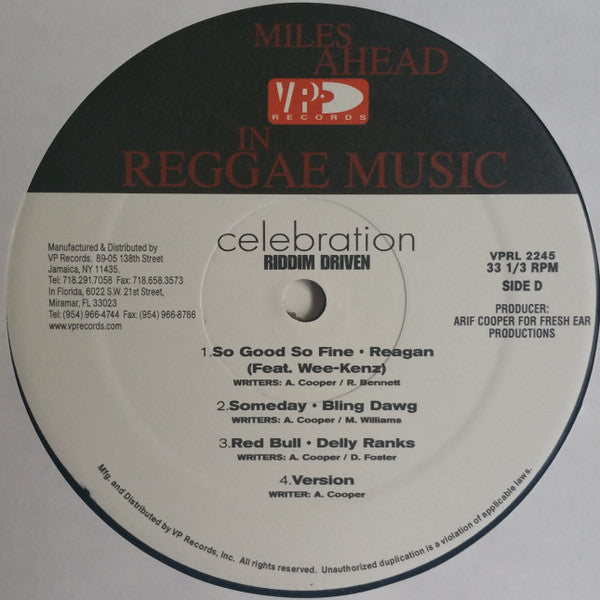 MILES
AHEAD
VP
RECORDS
IN
REGGAE MUSIC
celebration
RIDDIM DRIVEN
Manufactured & Distributed by
VP Records. 89-05 138th Street
Jamaica, NY 11435.
Tel: 718.291.7058 Fax: 718.658.3573
In Florida, 6022 S.W. 21st Street,
Miramar, FL 33023
Tel: (954) 966-4744 Fax: (954) 966-8766
www.vprecords.com
VPRL 2245
33 1/3 RPM
SIDE D
PRODUCER:
ARIF COOPER FOR FRESH EAR
PRODUCTIONS
1.So Good So Fine • Reagan
(Feat. Wee-Kenz)
WRITERS: A. Cooper / R. Bennett
2.Someday • Bling Dawg
WRITERS: A. Cooper / M. Williams
3.Red Bull • Delly Ranks
WRITERS: A. Cooper / D. Foster
4.Version
WRITER: A. Cooper
Mfg. and Distributed by VP Records, Inc. All rights reserved. Unauthorized duplication is a violation of applicable laws.